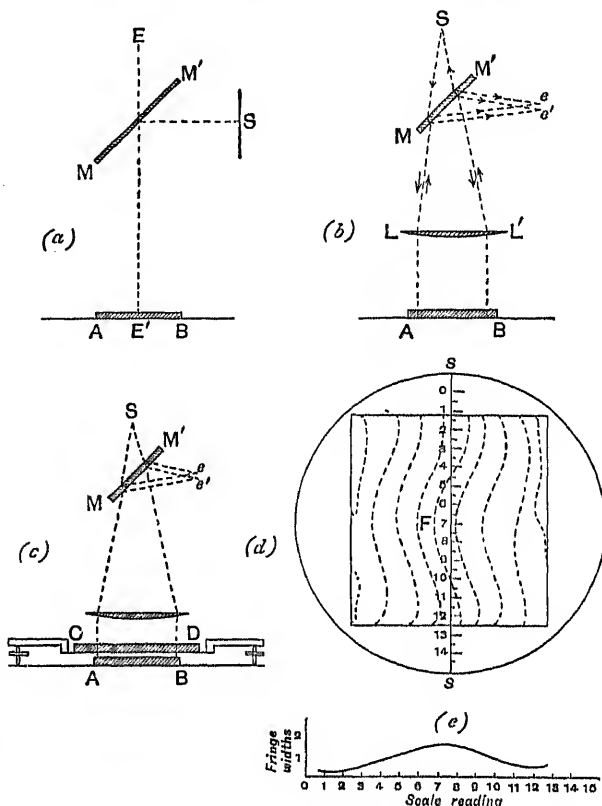 E
M'
S
M
(a)
A E' B
S
M'
e
e'
M
(b)
L L'
A B
S
M'
e
e'
M
(c)
C D
A B
(d)
S
0
1
2
3
4
5
6
F 7
8
9
10
11
12
13
14
S
(e)
Fringe widths
2
1
0 1 2 3 4 5 6 7 8 9 10 11 12 13 15
Scale reading